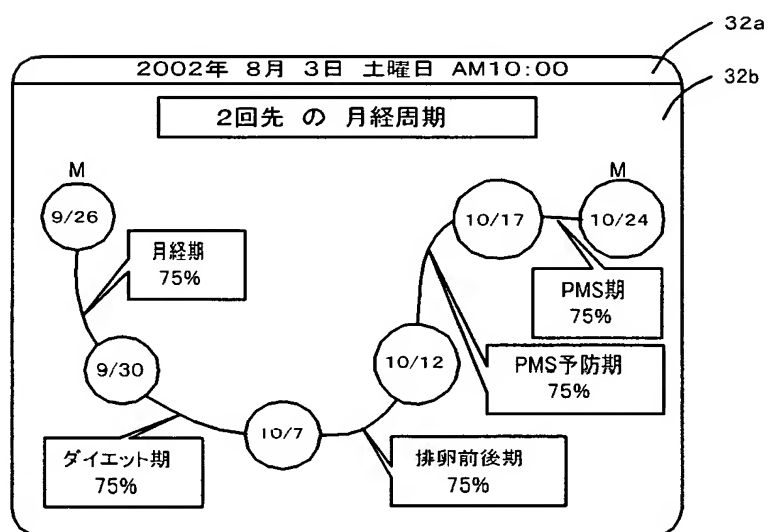 32a
2002年 8月 3日 土曜日 AM10:00
32b
2回先 の 月経周期
M
M
9/26
10/17
10/24
月経期
75%
PMS期
75%
9/30
10/12
PMS予防期
75%
10/7
ダイエット期
75%
排卵前後期
75%